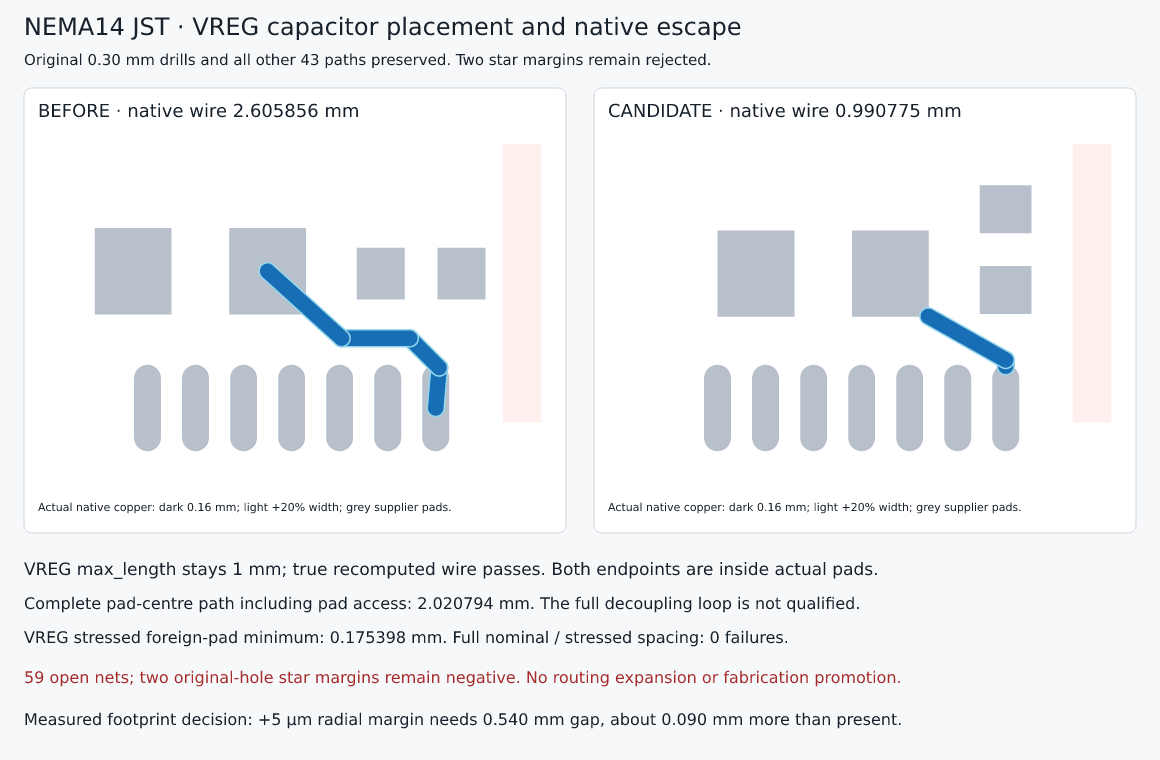 NEMA14 JST · VREG capacitor placement and native escape
Original 0.30 mm drills and all other 43 paths preserved. Two star margins remain rejected.
BEFORE · native wire 2.605856 mm
CANDIDATE · native wire 0.990775 mm
Actual native copper: dark 0.16 mm; light +20% width; grey supplier pads.
Actual native copper: dark 0.16 mm; light +20% width; grey supplier pads.
VREG max_length stays 1 mm; true recomputed wire passes. Both endpoints are inside actual pads.
Complete pad-centre path including pad access: 2.020794 mm. The full decoupling loop is not qualified.
VREG stressed foreign-pad minimum: 0.175398 mm. Full nominal / stressed spacing: 0 failures.
59 open nets; two original-hole star margins remain negative. No routing expansion or fabrication promotion.
Measured footprint decision: +5 µm radial margin needs 0.540 mm gap, about 0.090 mm more than present.